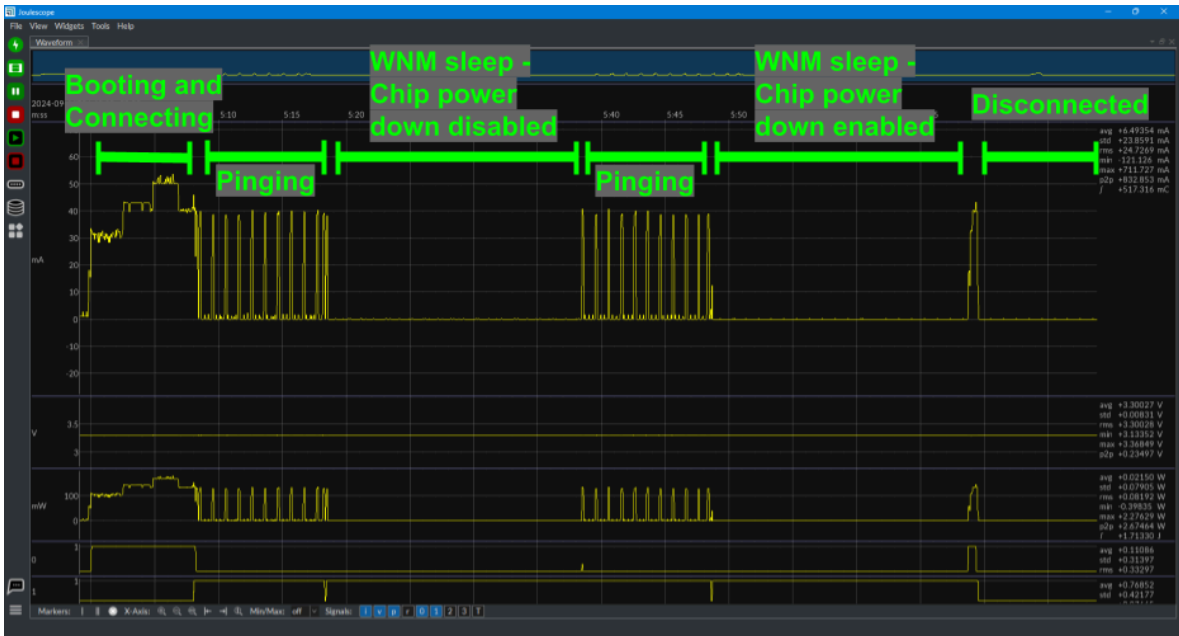 Joulescope
File View Widgets Tools Help
Waveform
WNM sleep -
Chip power
down disabled
WNM sleep -
Chip power
down enabled
Booting and
Connecting
Disconnected
2024-09
m:ss
5:10 5:15 5:20 5:40 5:45 5:50
Pinging
Pinging
60
50
40
30
mA
20
10
0
-10
-20
avg +6.49354 mA
std +23.8591 mA
rms +24.7269 mA
min -121.126 mA
max +711.727 mA
p2p +832.853 mA
∫ +517.316 mC
V
3.5
3
avg +3.30027 V
std +0.00831 V
rms +3.30028 V
min +3.13352 V
max +3.36849 V
p2p +0.23497 V
mW
100
0
avg +0.02150 W
std +0.07905 W
rms +0.08192 W
min -0.39835 W
max +2.27629 W
p2p +2.67464 W
∫ +1.71330 J
0
1
avg +0.11086
std +0.31397
rms +0.33297
1
1
avg +0.76852
std +0.42177
Markers: X-Axis: Min/Max: off Signals: i v p r 0 1 2 3 T